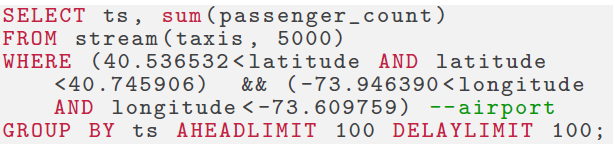 SELECT ts, sum(passenger_count)
FROM stream(taxis, 5000)
WHERE (40.536532<latitude AND latitude
<40.745906) && (-73.946390<longitude
AND longitude<-73.609759) --airport
GROUP BY ts AHEADLIMIT 100 DELAYLIMIT 100;